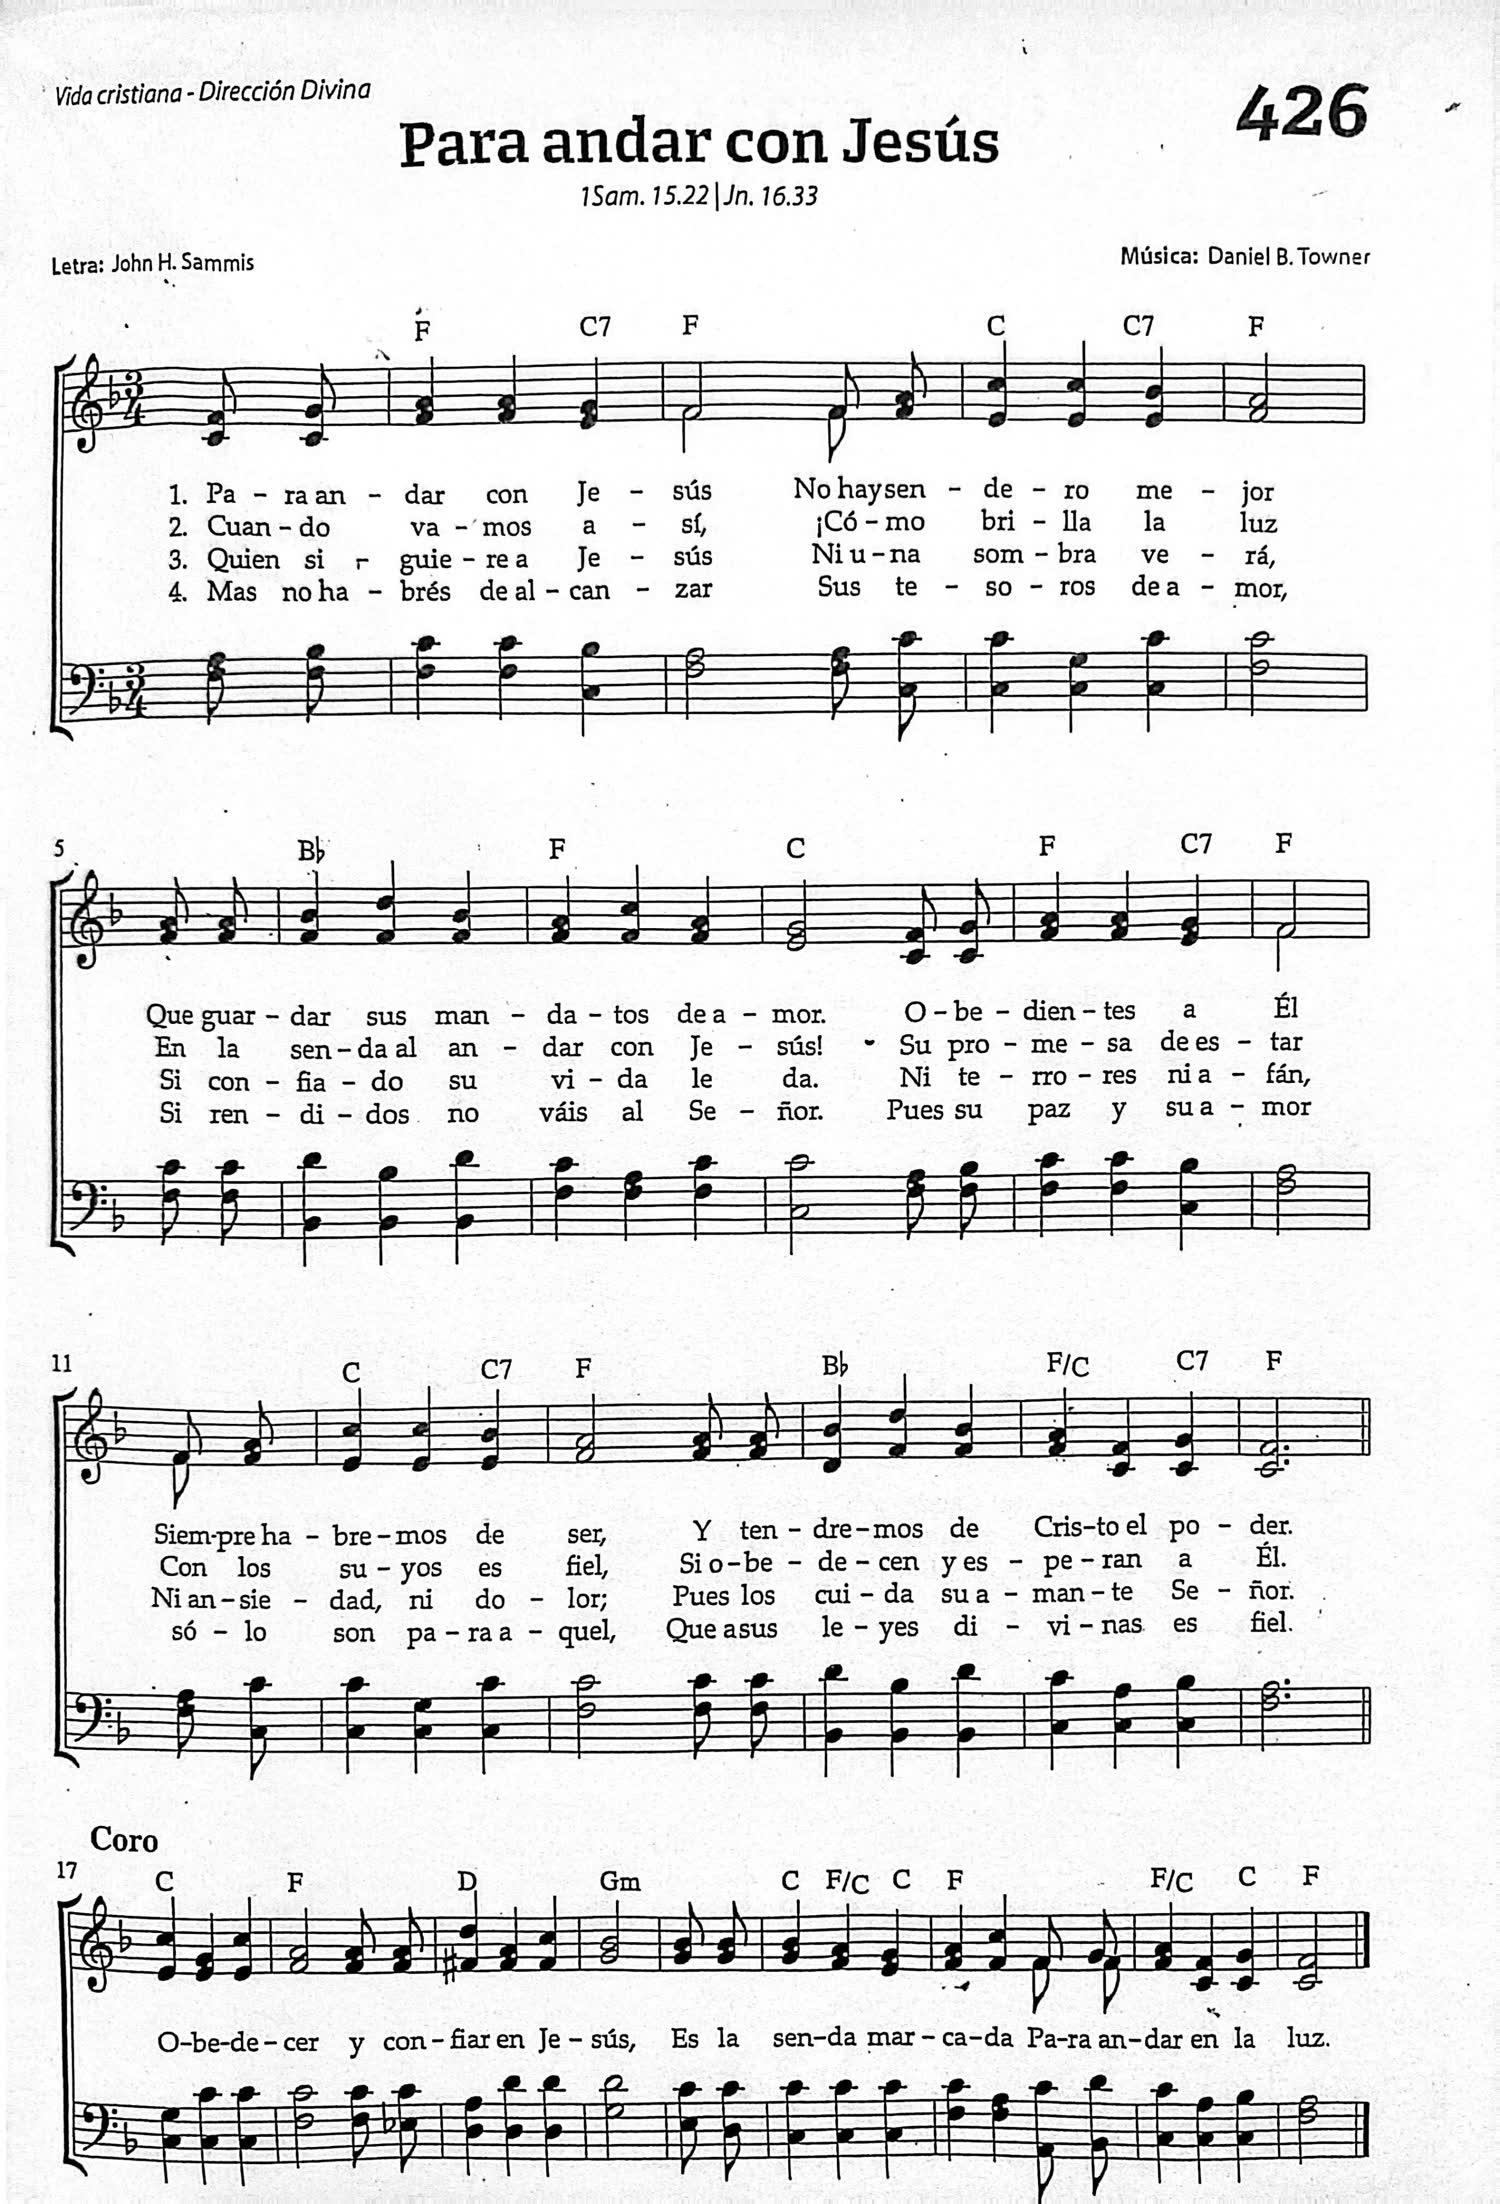 Vida cristiana - Dirección Divina
426
Para andar con Jesús
1Sam. 15.22 | Jn. 16.33
Letra: John H. Sammis
Música: Daniel B. Towner
F C7 F C C7 F
1. Pa - ra an - dar con Je - sús No hay sen - de - ro me - jor
2. Cuan - do va - mos a - sí, ¡Có - mo bri - lla la luz
3. Quien si - guie - re a Je - sús Ni u - na som - bra ve - rá,
4. Mas no ha - brés de al - can - zar Sus te - so - ros de a - mor,
5
B♭ F C F C7 F
Que guar - dar sus man - da - tos de a - mor. O - be - dien - tes a Él
En la sen - da al an - dar con Je - sús! Su pro - me - sa de es - tar
Si con - fia - do su vi - da le da. Ni te - rro - res ni a - fán,
Si ren - di - dos no váis al Se - ñor. Pues su paz y su a - mor
11
C C7 F B♭ F/C C7 F
Siem-pre ha - bre - mos de ser, Y ten - dre - mos de Cris - to el po - der.
Con los su - yos es fiel, Si o - be - de - cen y es - pe - ran a Él.
Ni an - sie - dad, ni do - lor; Pues los cui - da su a - man - te Se - ñor.
só - lo son pa - ra a - quel, Que a sus le - yes di - vi - nas es fiel.
Coro
17
C F D Gm C F/C C F F/C C F
O-be-de-cer y con-fiar en Je-sús, Es la sen-da mar-ca-da Pa-ra an-dar en la luz.